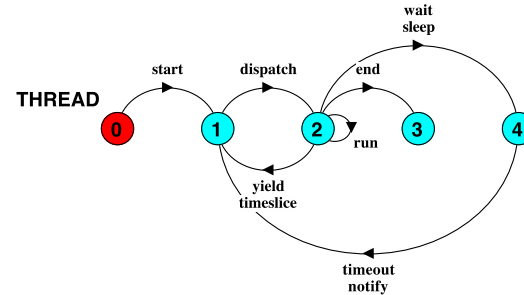 wait
sleep
start
dispatch
end
THREAD
0
1
2
3
4
run
yield
timeslice
timeout
notify